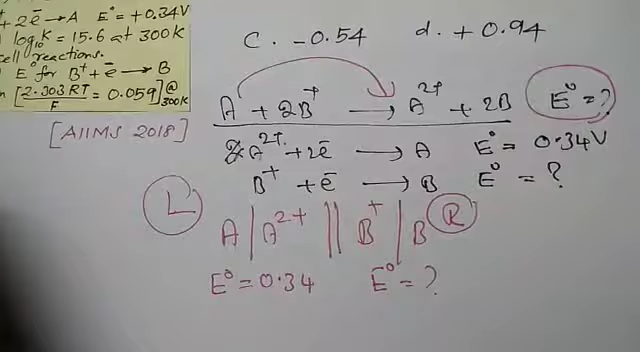 + 2ē → A E° = +0.34V
log₁₀K = 15.6 at 300K
cell reactions.
E° for B⁺ + ē → B
[2.303RT/F = 0.059]@300K
[AIIMS 2018]
c. -0.54 d. +0.94
A + 2B⁺ → A²⁺ + 2B E° = ?
A²⁺ + 2ē → A E° = 0.34V
B⁺ + ē → B E° = ?
L A | A²⁺ || B⁺ | B R
E° = 0.34 E° = ?